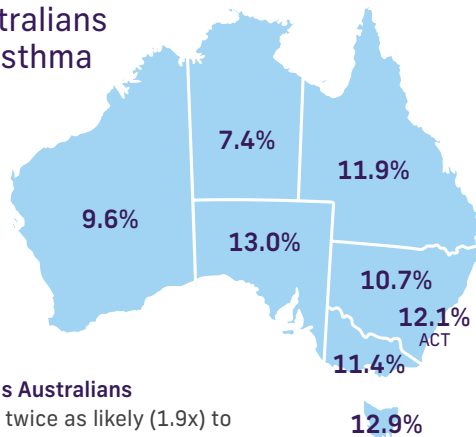 tralians
sthma
7.4%
11.9%
9.6%
13.0%
10.7%
12.1%
ACT
11.4%
s Australians
twice as likely (1.9x) to
12.9%